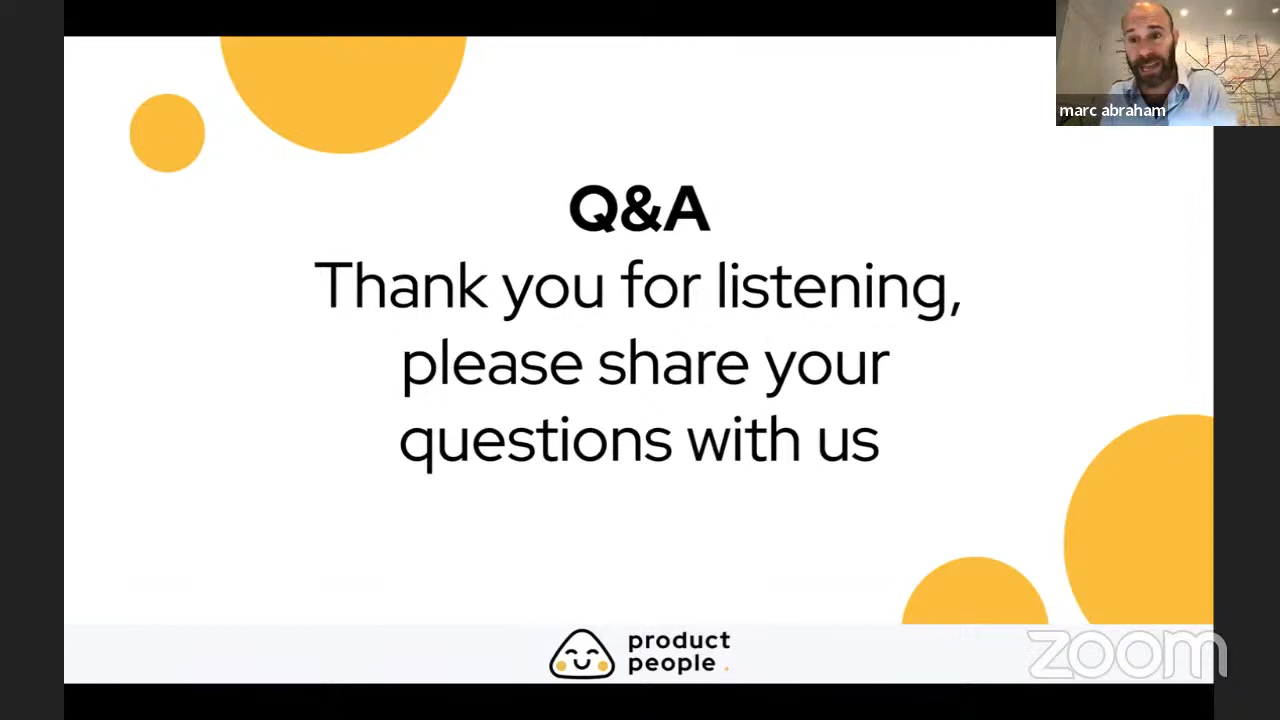 marc abraham
Q&A
Thank you for listening,
please share your
questions with us
product
people .
zoom